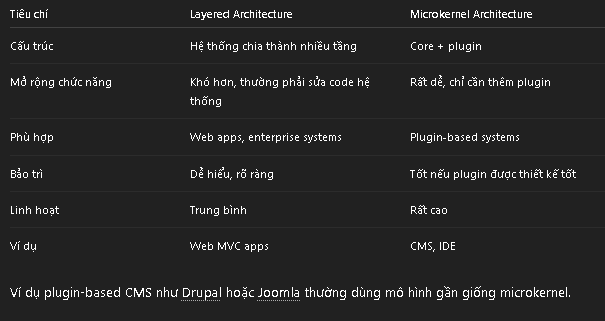 Tiêu chí Layered Architecture Microkernel Architecture
Cấu trúc Hệ thống chia thành nhiều tầng Core + plugin
Mở rộng chức năng Khó hơn, thường phải sửa code hệ thống Rất dễ, chỉ cần thêm plugin
Phù hợp Web apps, enterprise systems Plugin-based systems
Bảo trì Dễ hiểu, rõ ràng Tốt nếu plugin được thiết kế tốt
Linh hoạt Trung bình Rất cao
Ví dụ Web MVC apps CMS, IDE
Ví dụ plugin-based CMS như Drupal hoặc Joomla thường dùng mô hình gần giống microkernel.